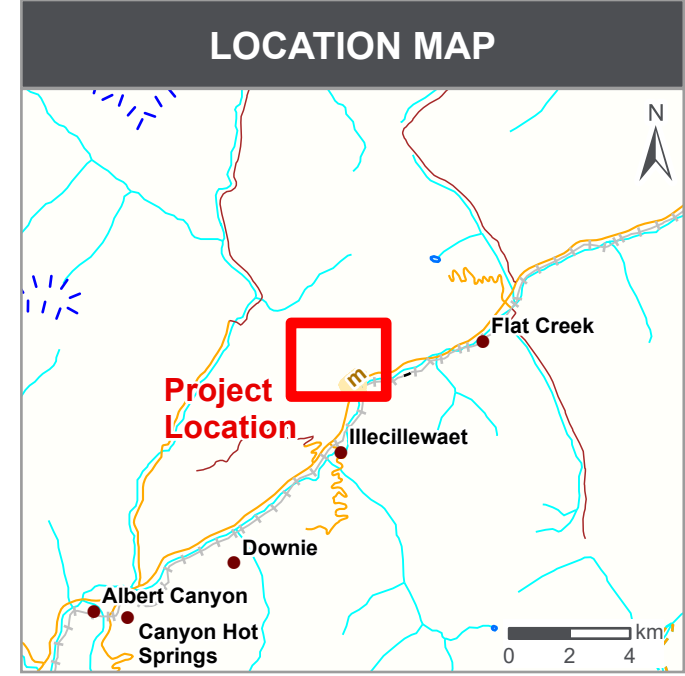 LOCATION MAP
N
Flat Creek
m
Project
Location
Illecillewaet
Downie
Albert Canyon
Canyon Hot
Springs
km
0 2 4